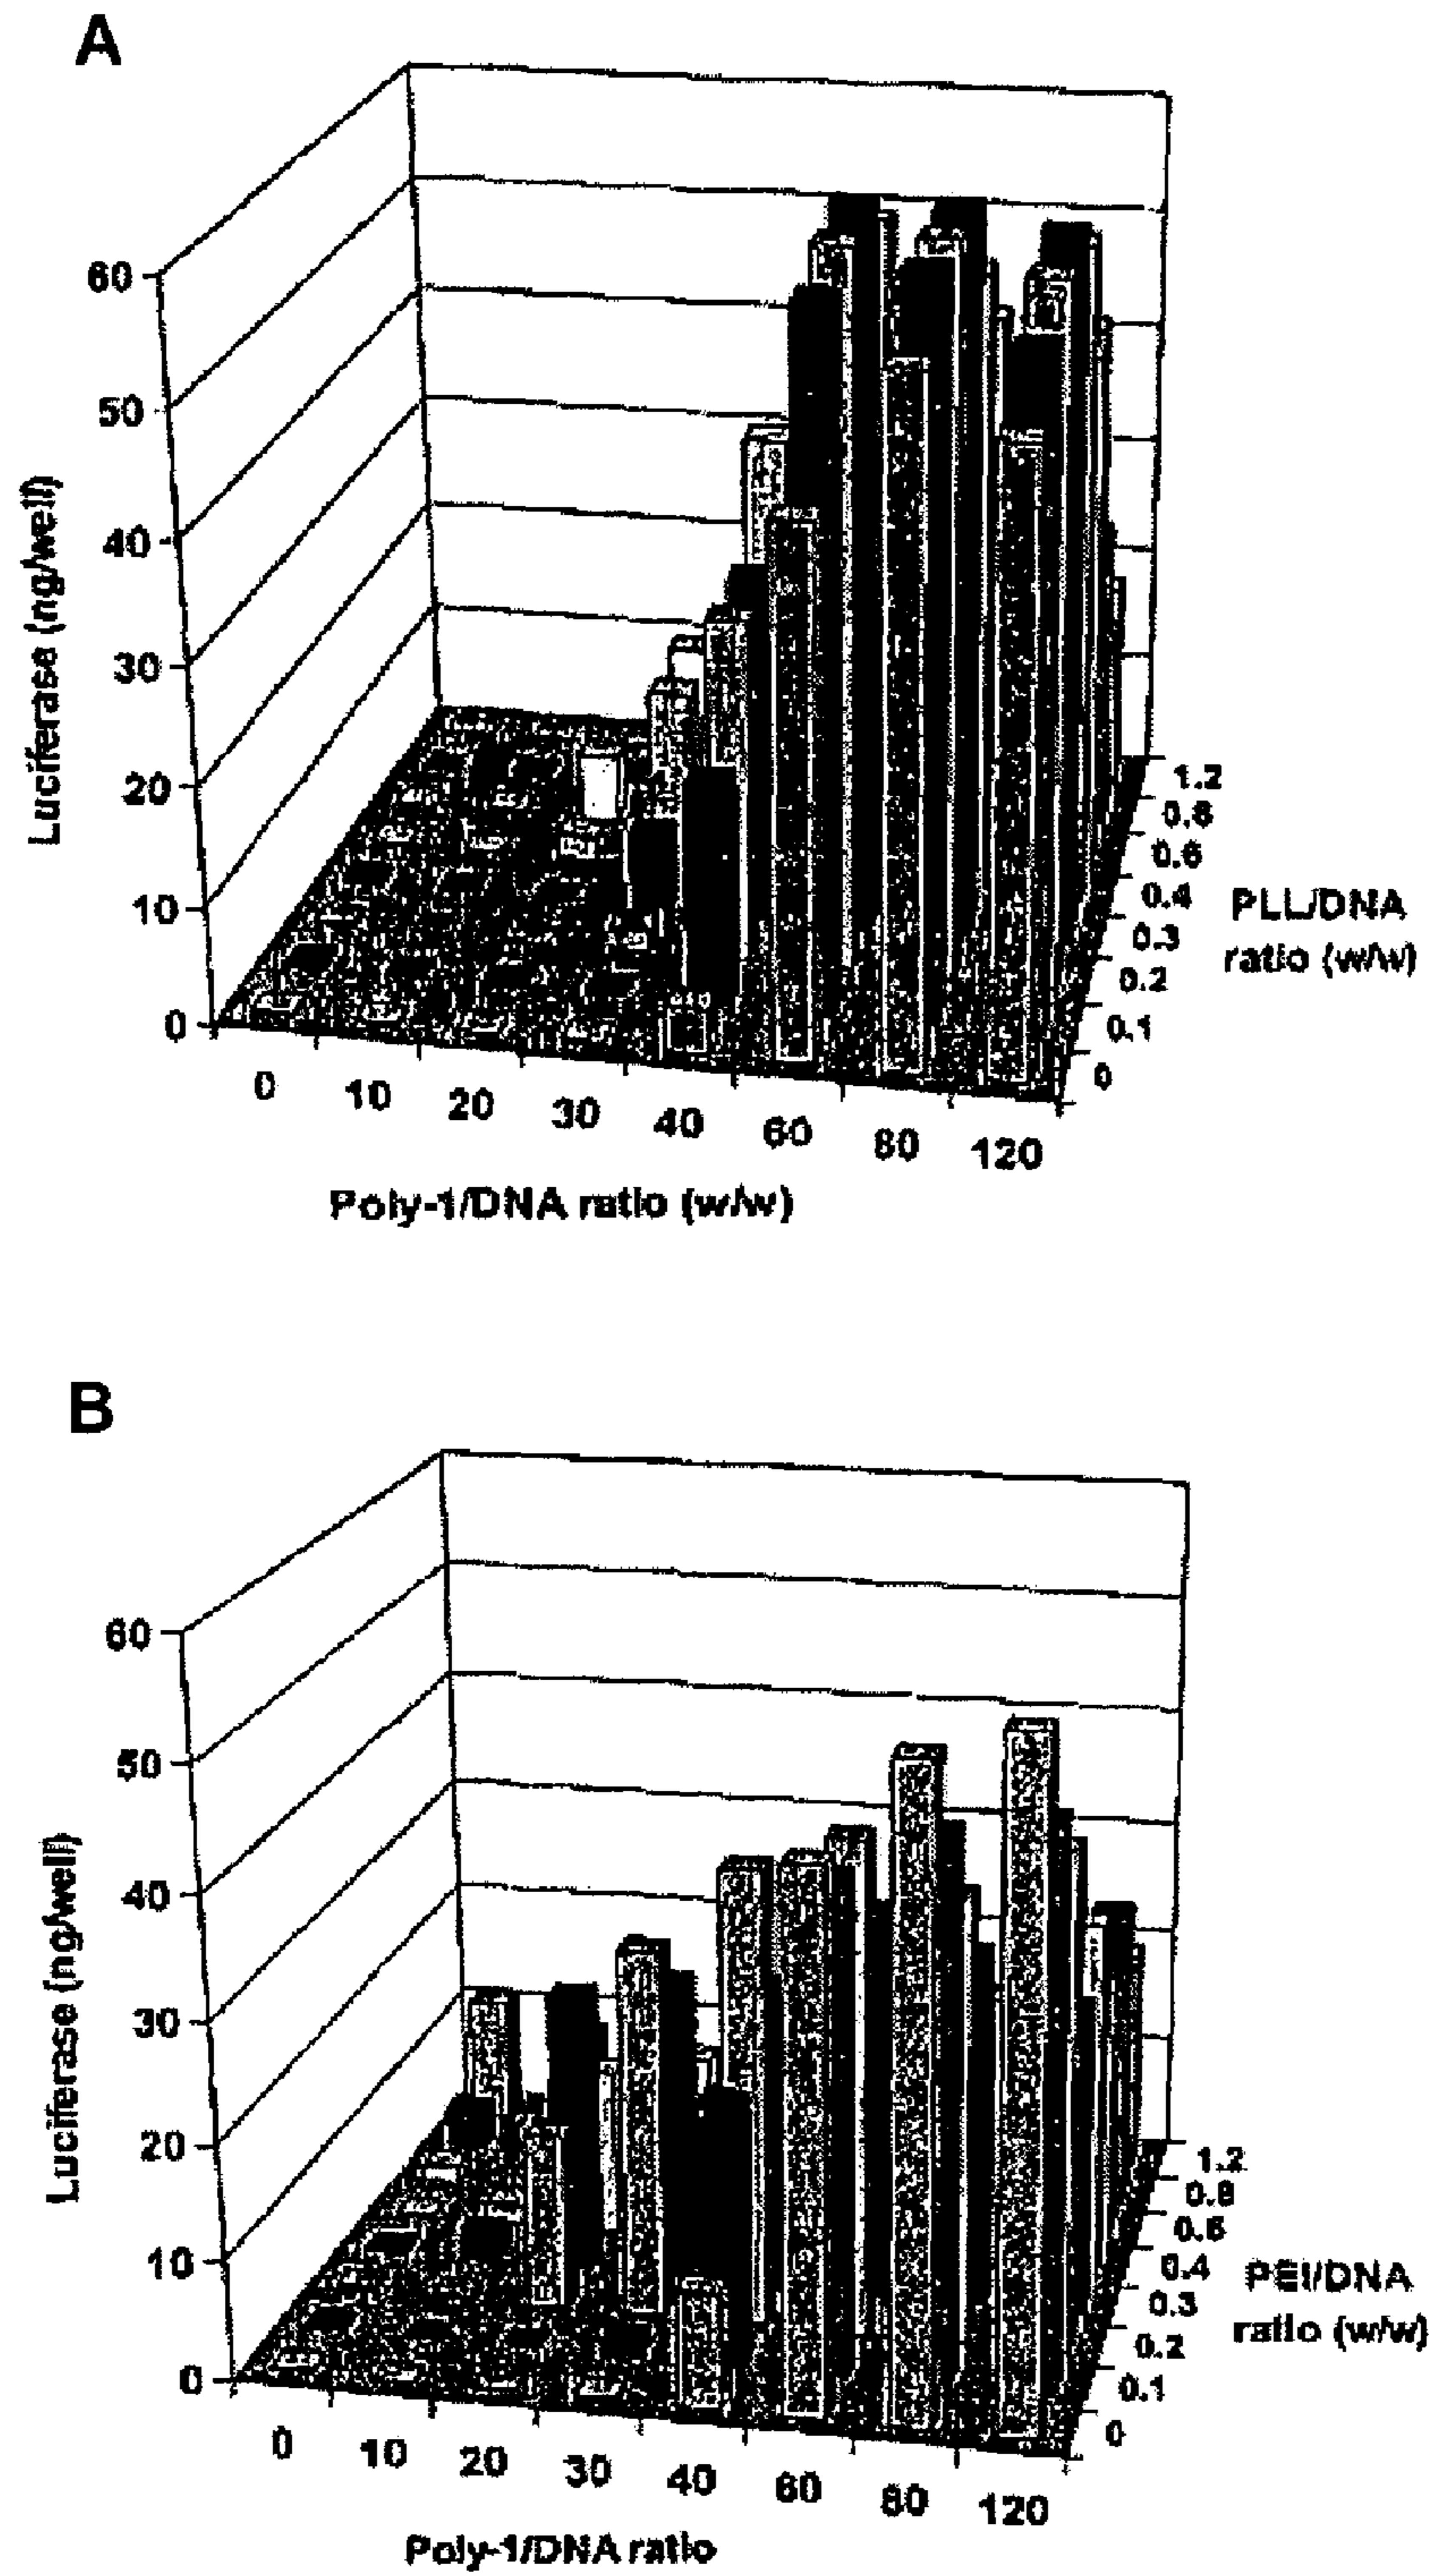 A
60
50
40
30
20
10
0
Luciferase (ng/well)
0 10 20 30 40 60 80 120
Poly-1/DNA ratio (w/w)
1.2
0.8
0.6
0.4
0.3
0.2
0.1
0
PLL/DNA
ratio (w/w)
B
60
50
40
30
20
10
0
Luciferase (ng/well)
0 10 20 30 40 60 80 120
Poly-1/DNA ratio
1.2
0.8
0.6
0.4
0.3
0.2
0.1
0
PEI/DNA
ratio (w/w)